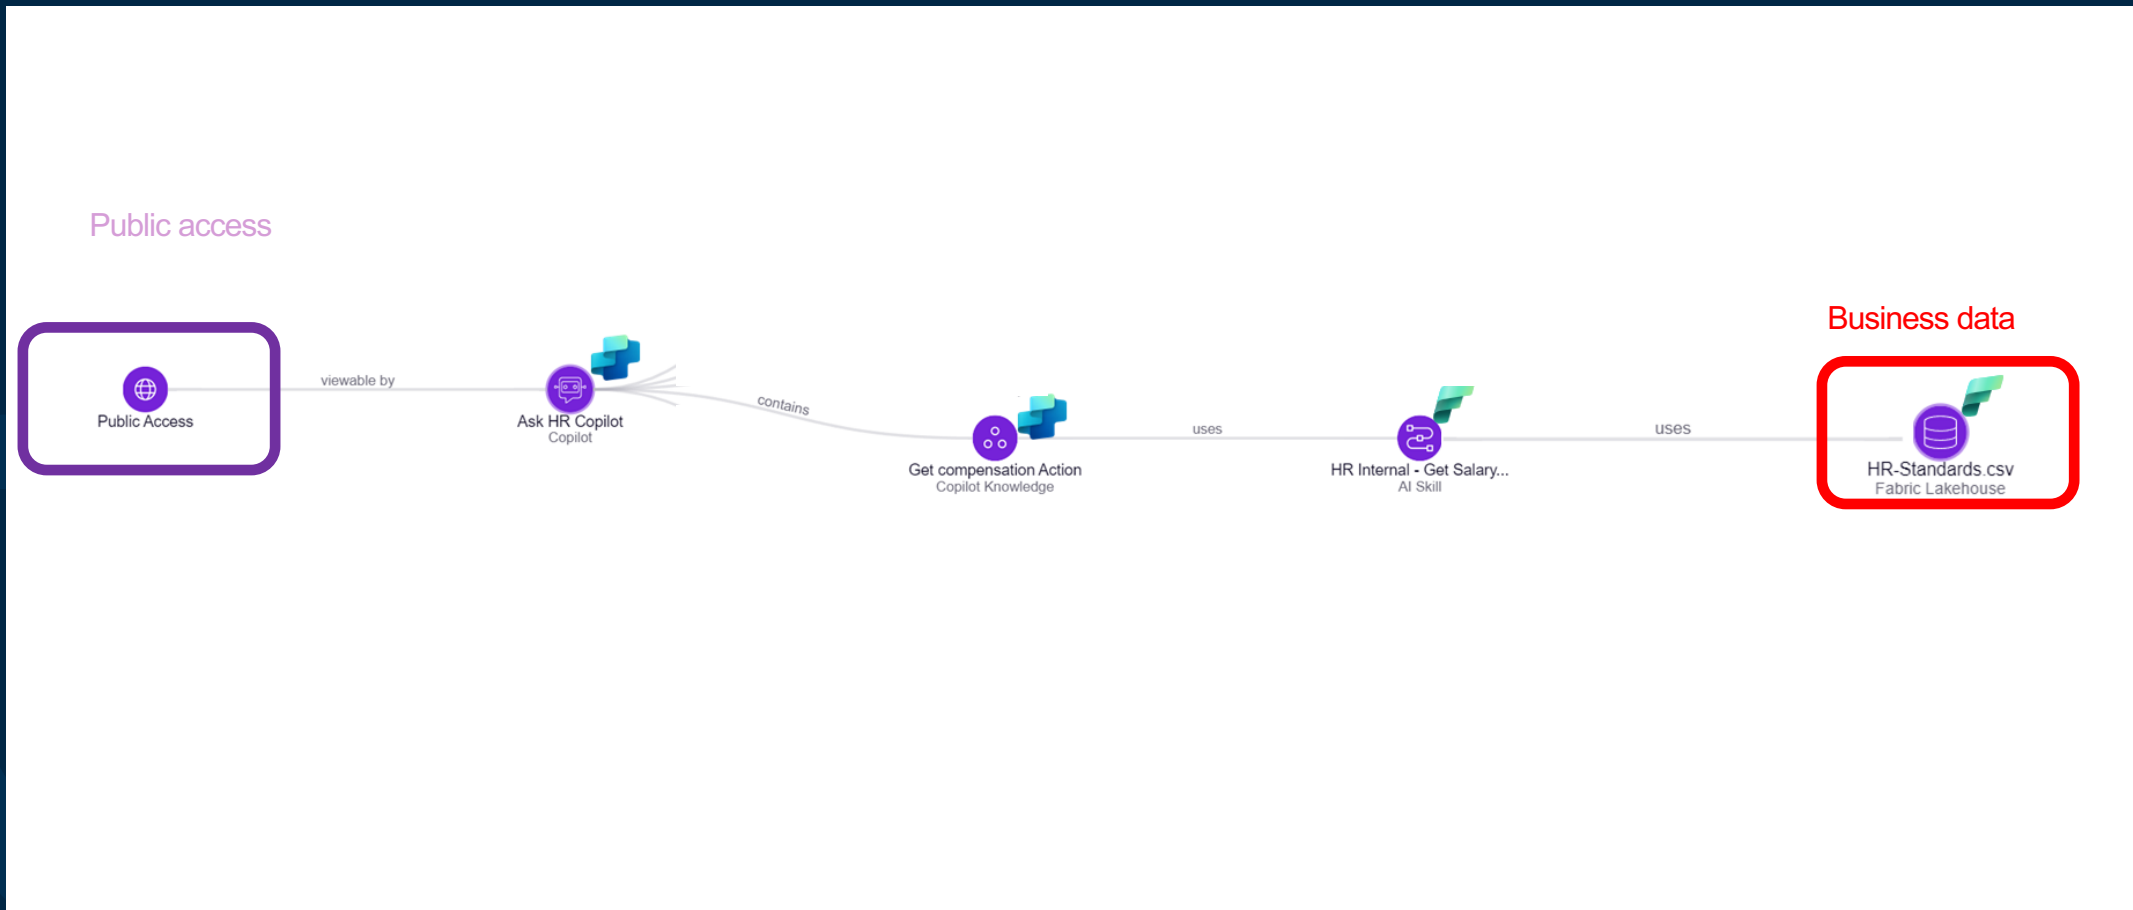 Public access
Business data
viewable by
Public Access
Ask HR Copilot
Copilot
contains
Get compensation Action
Copilot Knowledge
uses
HR Internal - Get Salary...
AI Skill
uses
HR-Standards.csv
Fabric Lakehouse